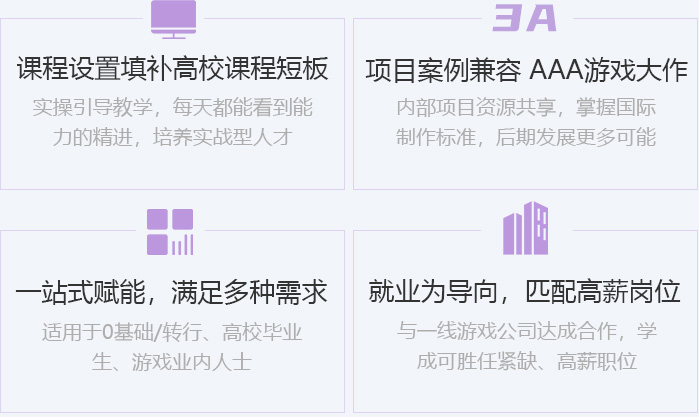 课程设置填补高校课程短板
实操引导教学，每天都能看到能
力的精进，培养实战型人才
3A
项目案例兼容 AAA游戏大作
内部项目资源共享，掌握国际
制作标准，后期发展更多可能
一站式赋能，满足多种需求
适用于0基础/转行、高校毕业
生、游戏业内人士
就业为导向，匹配高薪岗位
与一线游戏公司达成合作，学
成可胜任紧缺、高薪职位